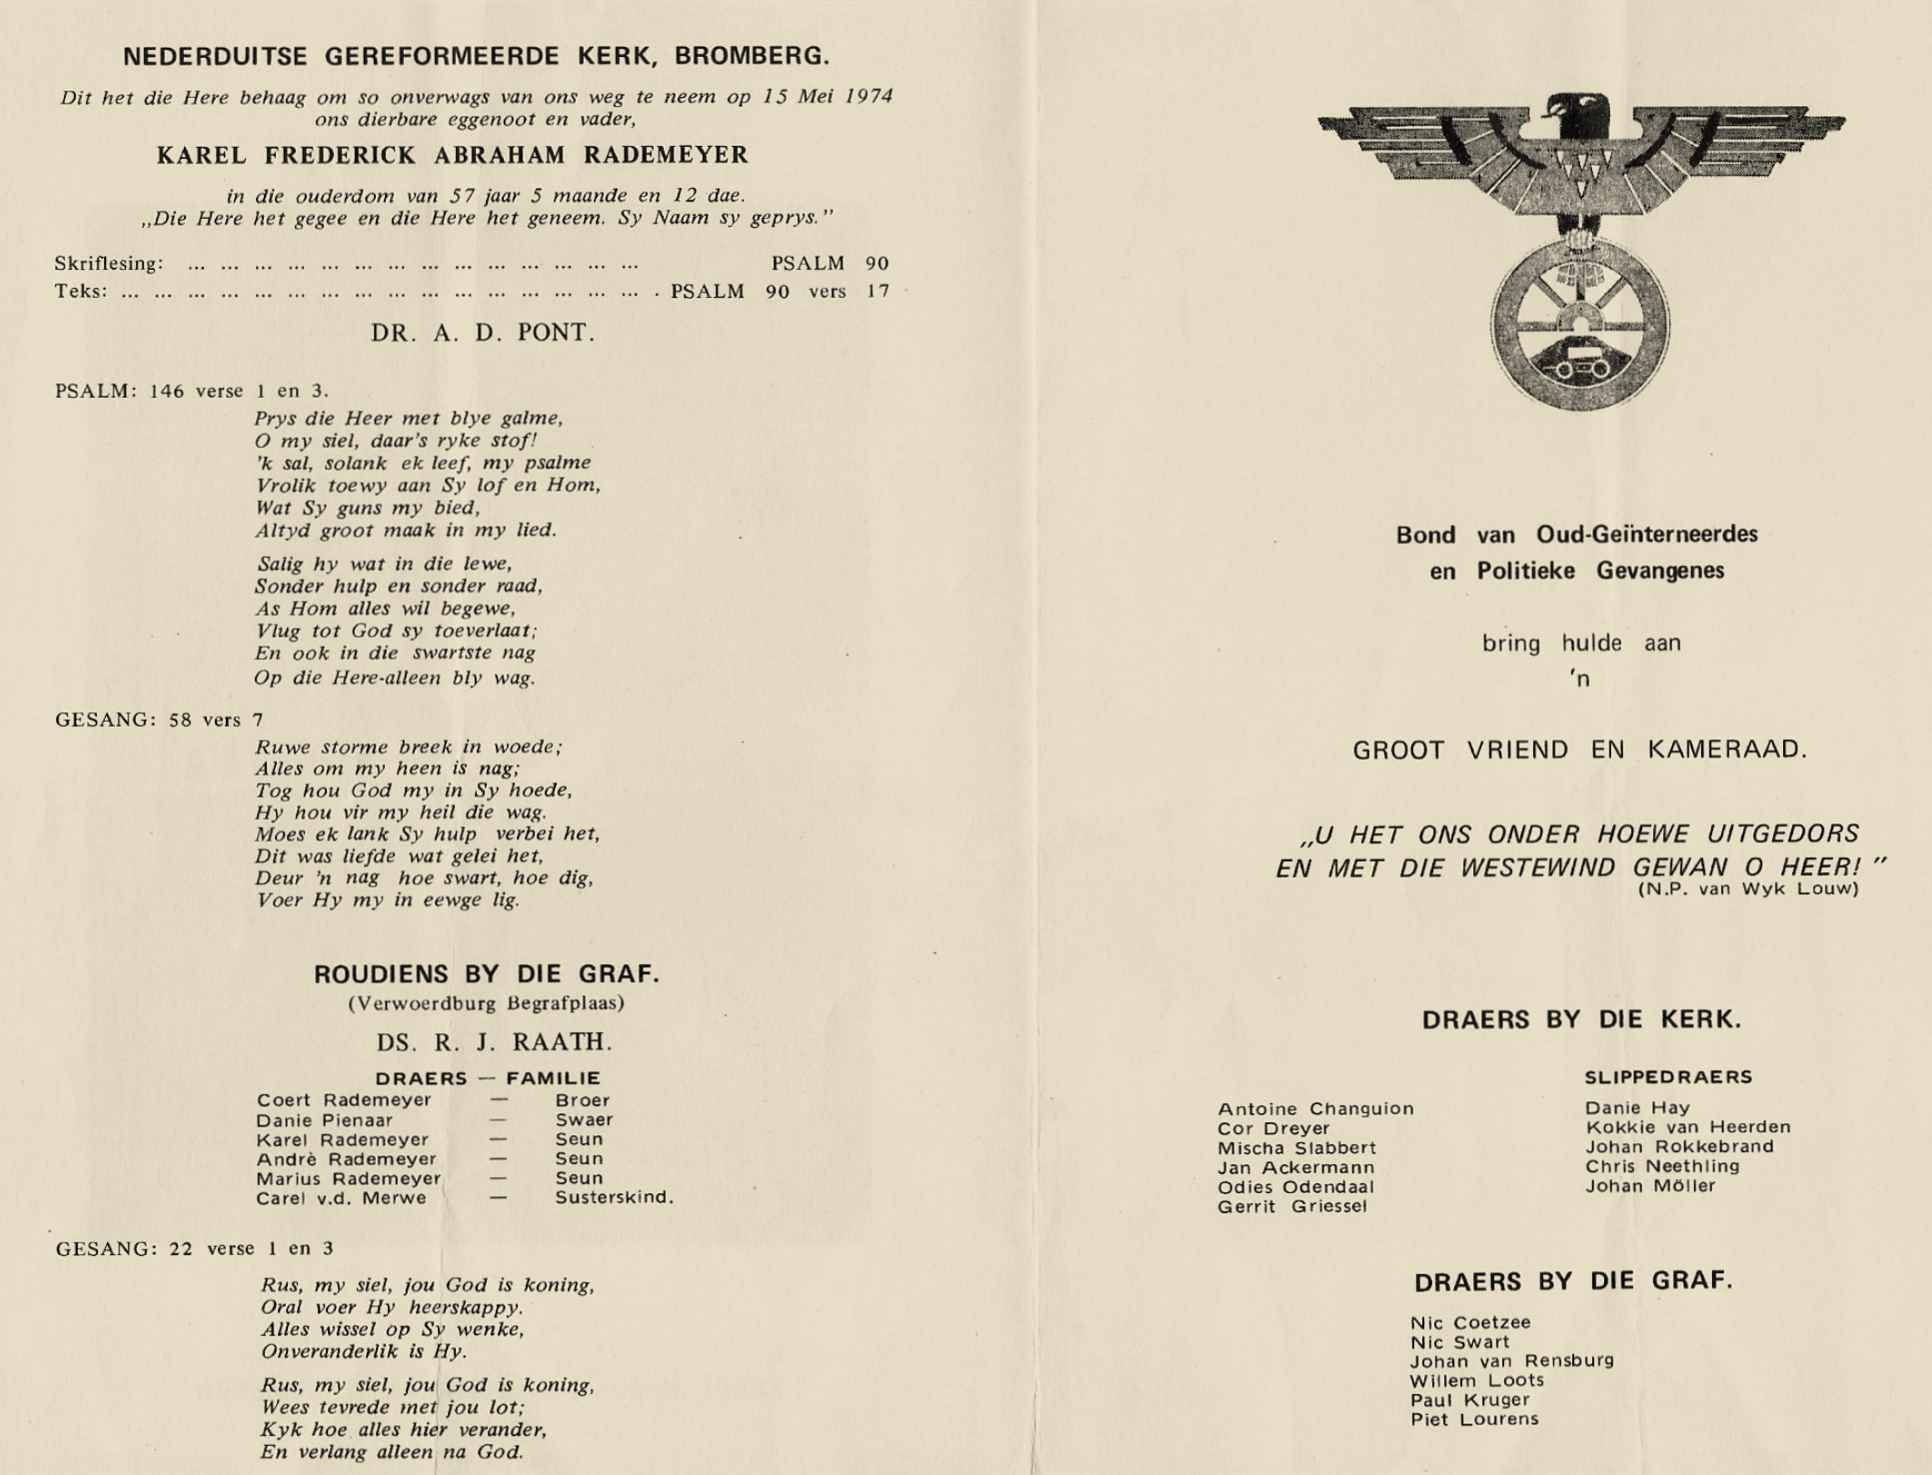 NEDERDUITSE GEREFORMEERDE KERK, BROMBERG.
Dit het die Here behaag om so onverwags van ons weg te neem op 15 Mei 1974
ons dierbare eggenoot en vader,
KAREL FREDERICK ABRAHAM RADEMEYER
in die ouderdom van 57 jaar 5 maande en 12 dae.
„Die Here het gegee en die Here het geneem. Sy Naam sy geprys.”
Skriflesing: ... ... ... ... ... ... ... ... ... ... ... ... ... ... PSALM 90
Teks: ... ... ... ... ... ... ... ... ... ... ... ... ... ... ... ... . PSALM 90 vers 17
DR. A. D. PONT.
PSALM: 146 verse 1 en 3.
Prys die Heer met blye galme,
O my siel, daar's ryke stof!
'k sal, solank ek leef, my psalme
Vrolik toewy aan Sy lof en Hom,
Wat Sy guns my bied,
Altyd groot maak in my lied.
Salig hy wat in die lewe,
Sonder hulp en sonder raad,
As Hom alles wil begewe,
Vlug tot God sy toeverlaat;
En ook in die swartste nag
Op die Here-alleen bly wag.
GESANG: 58 vers 7
Ruwe storme breek in woede;
Alles om my heen is nag;
Tog hou God my in Sy hoede,
Hy hou vir my heil die wag.
Moes ek lank Sy hulp verbei het,
Dit was liefde wat gelei het,
Deur 'n nag hoe swart, hoe dig,
Voer Hy my in eewge lig.
ROUDIENS BY DIE GRAF.
(Verwoerdburg Begrafplaas)
DS. R. J. RAATH.
DRAERS — FAMILIE
Coert Rademeyer — Broer
Danie Pienaar — Swaer
Karel Rademeyer — Seun
Andrè Rademeyer — Seun
Marius Rademeyer — Seun
Carel v.d. Merwe — Susterskind.
GESANG: 22 verse 1 en 3
Rus, my siel, jou God is koning,
Oral voer Hy heerskappy.
Alles wissel op Sy wenke,
Onveranderlik is Hy.
Rus, my siel, jou God is koning,
Wees tevrede met jou lot;
Kyk hoe alles hier verander,
En verlang alleen na God.
Bond van Oud-Geïnterneerdes
en Politieke Gevangenes
bring hulde aan
'n
GROOT VRIEND EN KAMERAAD.
„U HET ONS ONDER HOEWE UITGEDORS
EN MET DIE WESTEWIND GEWAN O HEER! ”
(N.P. van Wyk Louw)
DRAERS BY DIE KERK.
Antoine Changuion
Cor Dreyer
Mischa Slabbert
Jan Ackermann
Odies Odendaal
Gerrit Griessel
SLIPPEDRAERS
Danie Hay
Kokkie van Heerden
Johan Rokkebrand
Chris Neethling
Johan Möller
DRAERS BY DIE GRAF.
Nic Coetzee
Nic Swart
Johan van Rensburg
Willem Loots
Paul Kruger
Piet Lourens